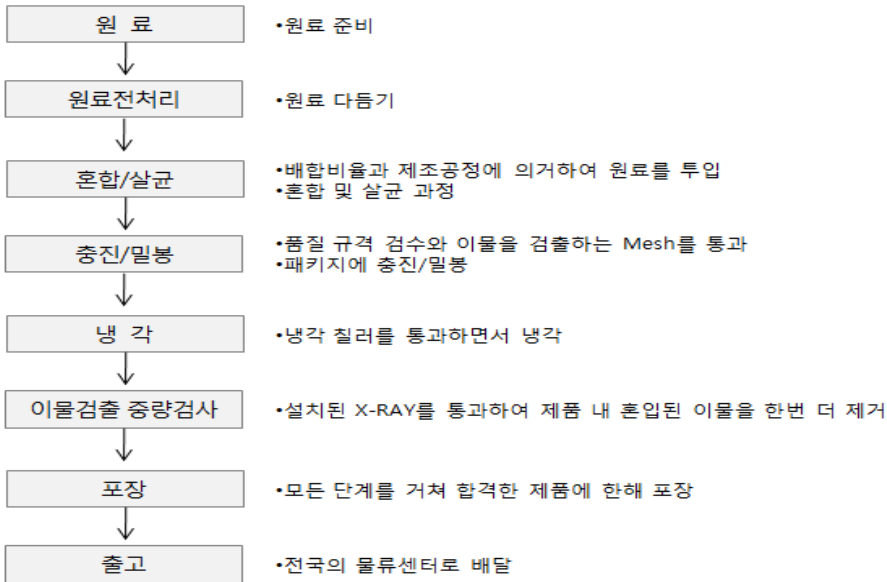 원 료
•원료 준비
원료전처리
•원료 다듬기
혼합/살균
•배합비율과 제조공정에 의거하여 원료를 투입
•혼합 및 살균 과정
충진/밀봉
•품질 규격 검수와 이물을 검출하는 Mesh를 통과
•패키지에 충진/밀봉
냉 각
•냉각 칠러를 통과하면서 냉각
이물검출 중량검사
•설치된 X-RAY를 통과하여 제품 내 혼입된 이물을 한번 더 제거
포장
•모든 단계를 거쳐 합격한 제품에 한해 포장
출고
•전국의 물류센터로 배달